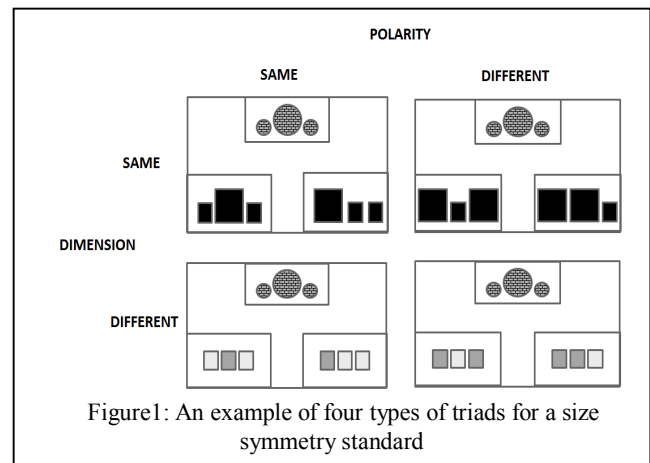 POLARITY
SAME DIFFERENT
SAME
DIMENSION
DIFFERENT
Figure1: An example of four types of triads for a size
symmetry standard